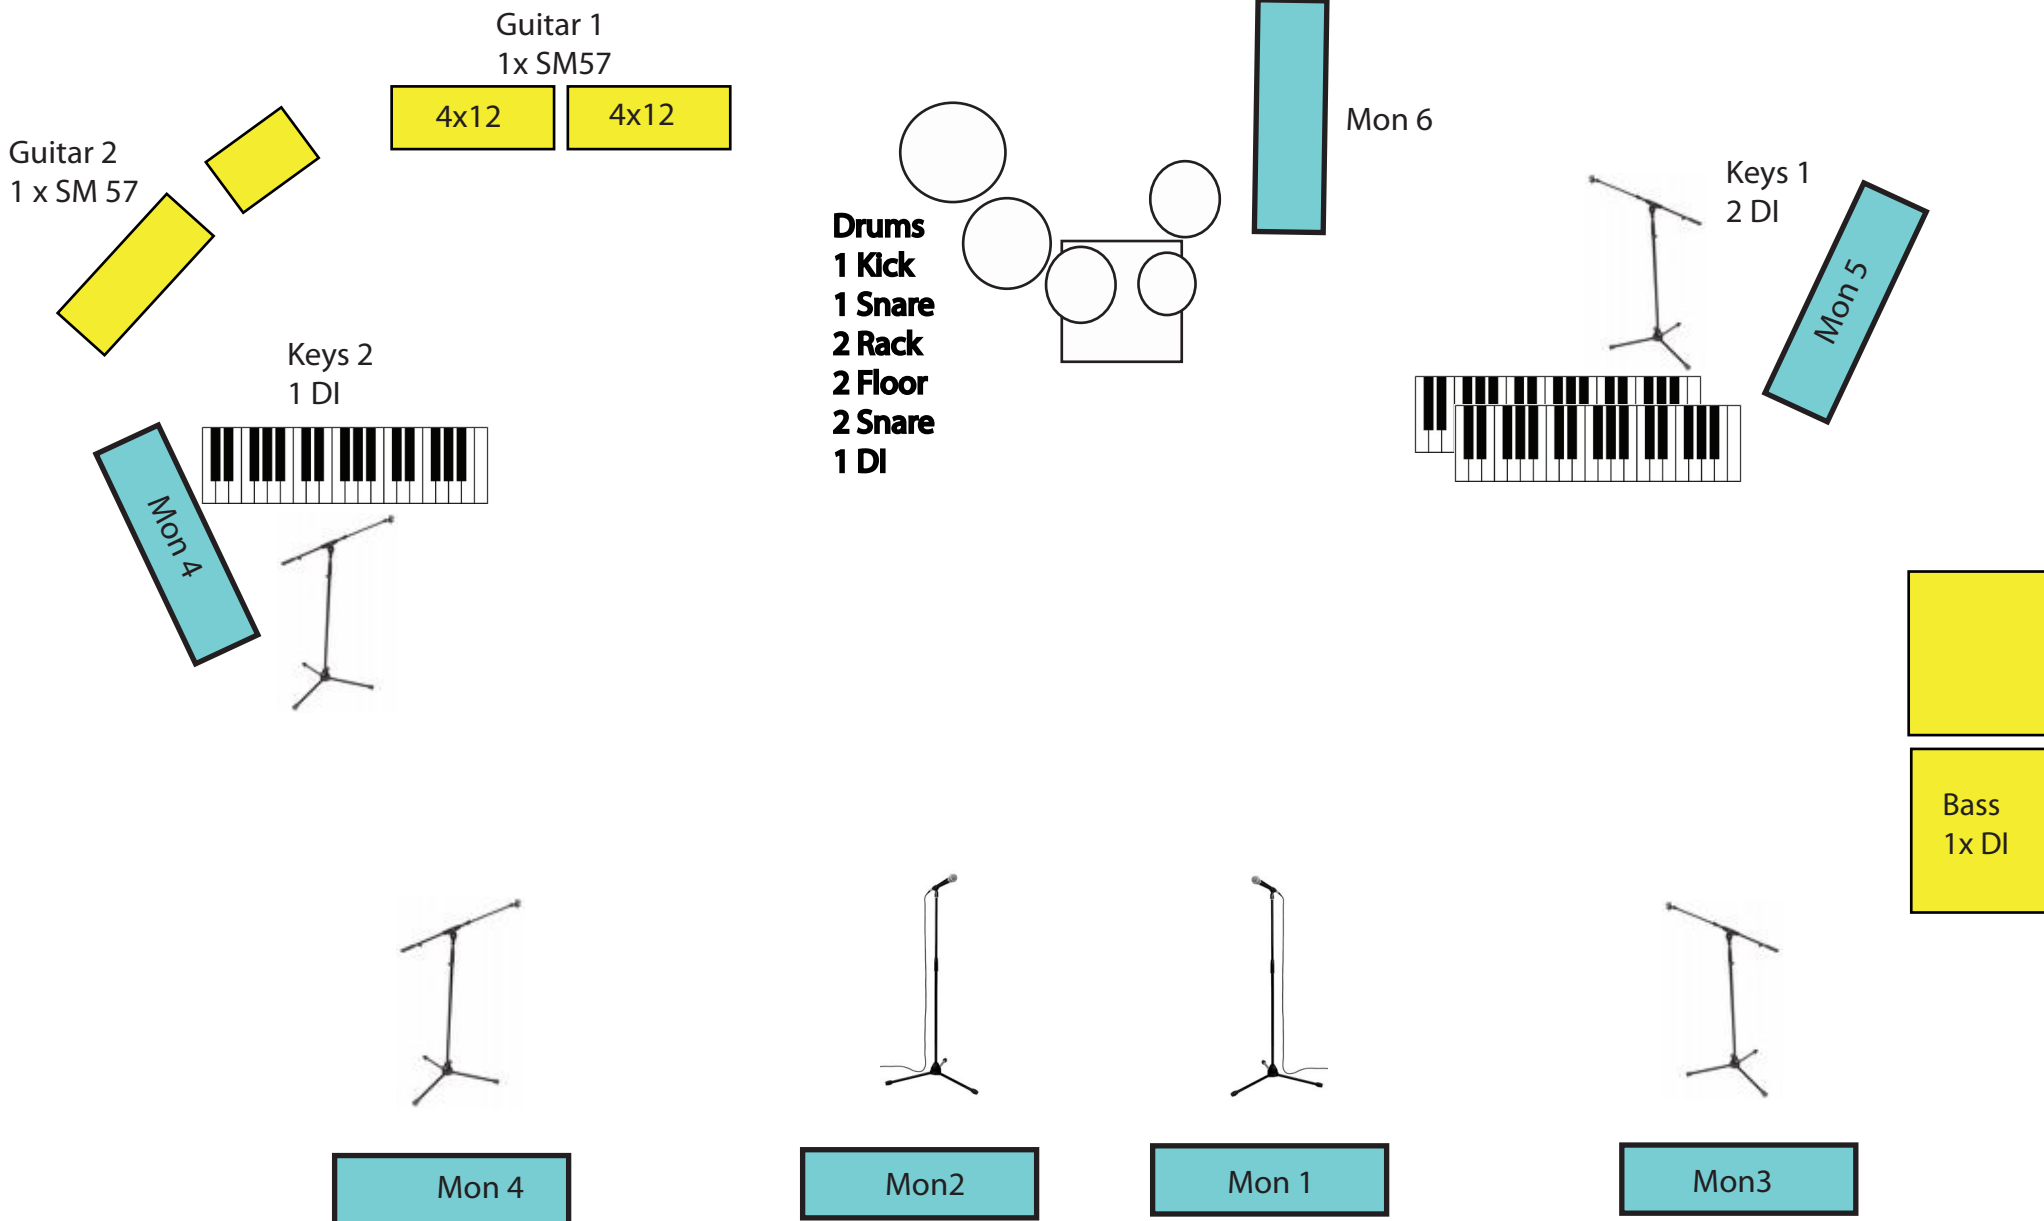 Guitar 1
1x SM57
4x12
4x12
Guitar 2
1 x SM 57
Mon 6
Keys 1
2 DI
Mon 5
Drums
1 Kick
1 Snare
2 Rack
2 Floor
2 Snare
1 DI
Keys 2
1 DI
Mon 4
Bass
1x DI
Mon 4
Mon2
Mon 1
Mon3